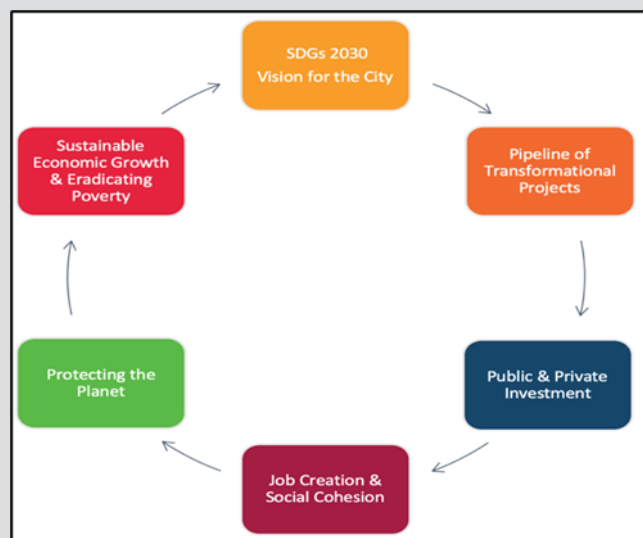 SDGs 2030
Vision for the City
Pipeline of
Transformational
Projects
Public & Private
Investment
Job Creation &
Social Cohesion
Protecting the
Planet
Sustainable
Economic Growth
& Eradicating
Poverty